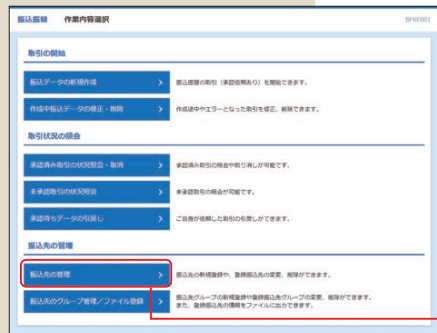 振込振替 作業内容選択 BFKF001
取引の開始
振込データの新規作成 振込振替の取引（承認依頼あり）を開始できます。
作成中振込データの修正・削除 作成途中やエラーとなった取引を修正、削除できます。
取引状況の照会
承認済み取引の状況照会・取消 承認済み取引の照会や取り消しが可能です。
未承認取引の状況照会 未承認取引の照会が可能です。
承認待ちデータの引戻し ご自身が依頼した取引の引戻しができます。
振込先の管理
振込先の管理 振込先の新規登録や、登録振込先の変更、削除ができます。
振込先のグループ管理／ファイル登録 振込先グループの新規登録や登録振込先グループの変更、削除ができます。
また、登録振込先の情報をファイルに出力できます。